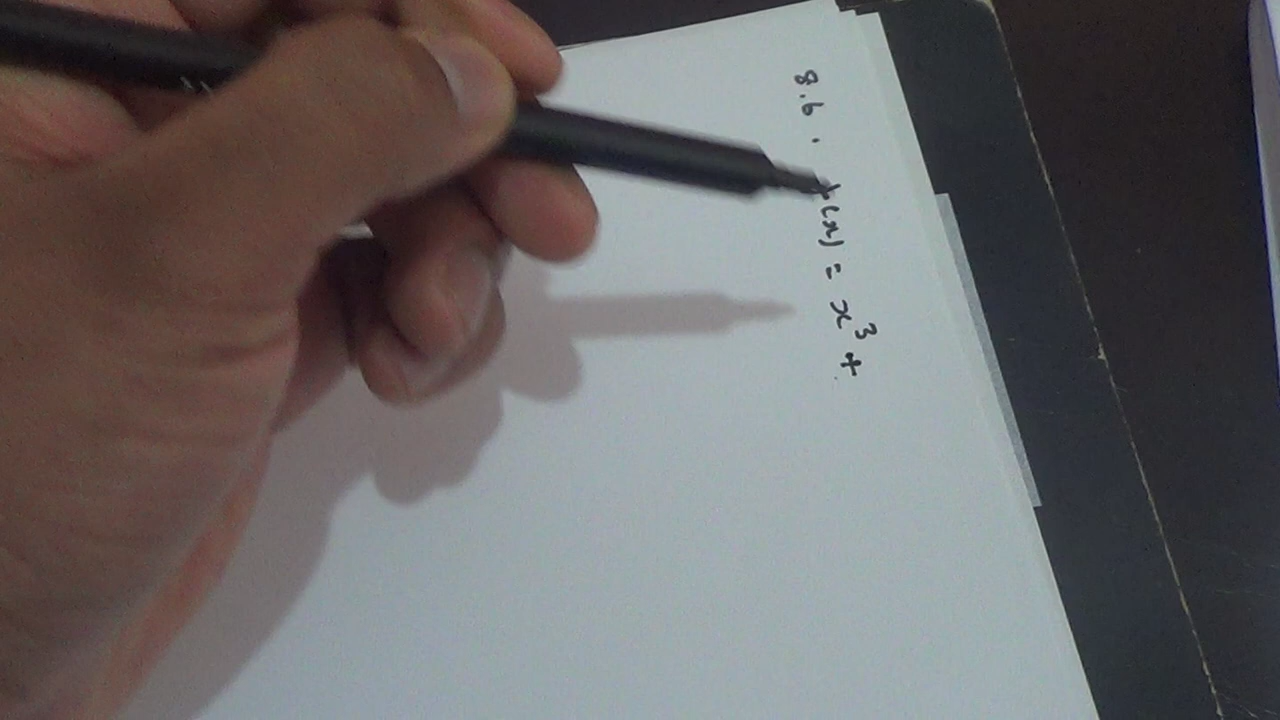 8.6. f(x) = x³ +